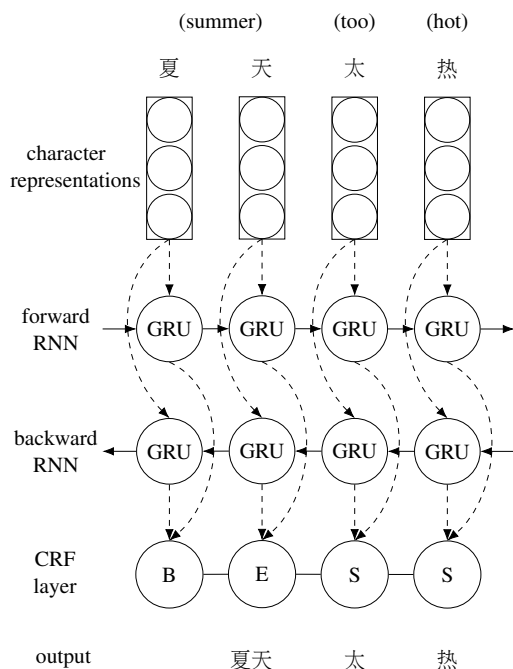 (summer) (too) (hot)
夏 天 太 热
character
representations
forward
RNN
GRU GRU GRU GRU
backward
RNN
GRU GRU GRU GRU
CRF
layer
B E S S
output 夏天 太 热